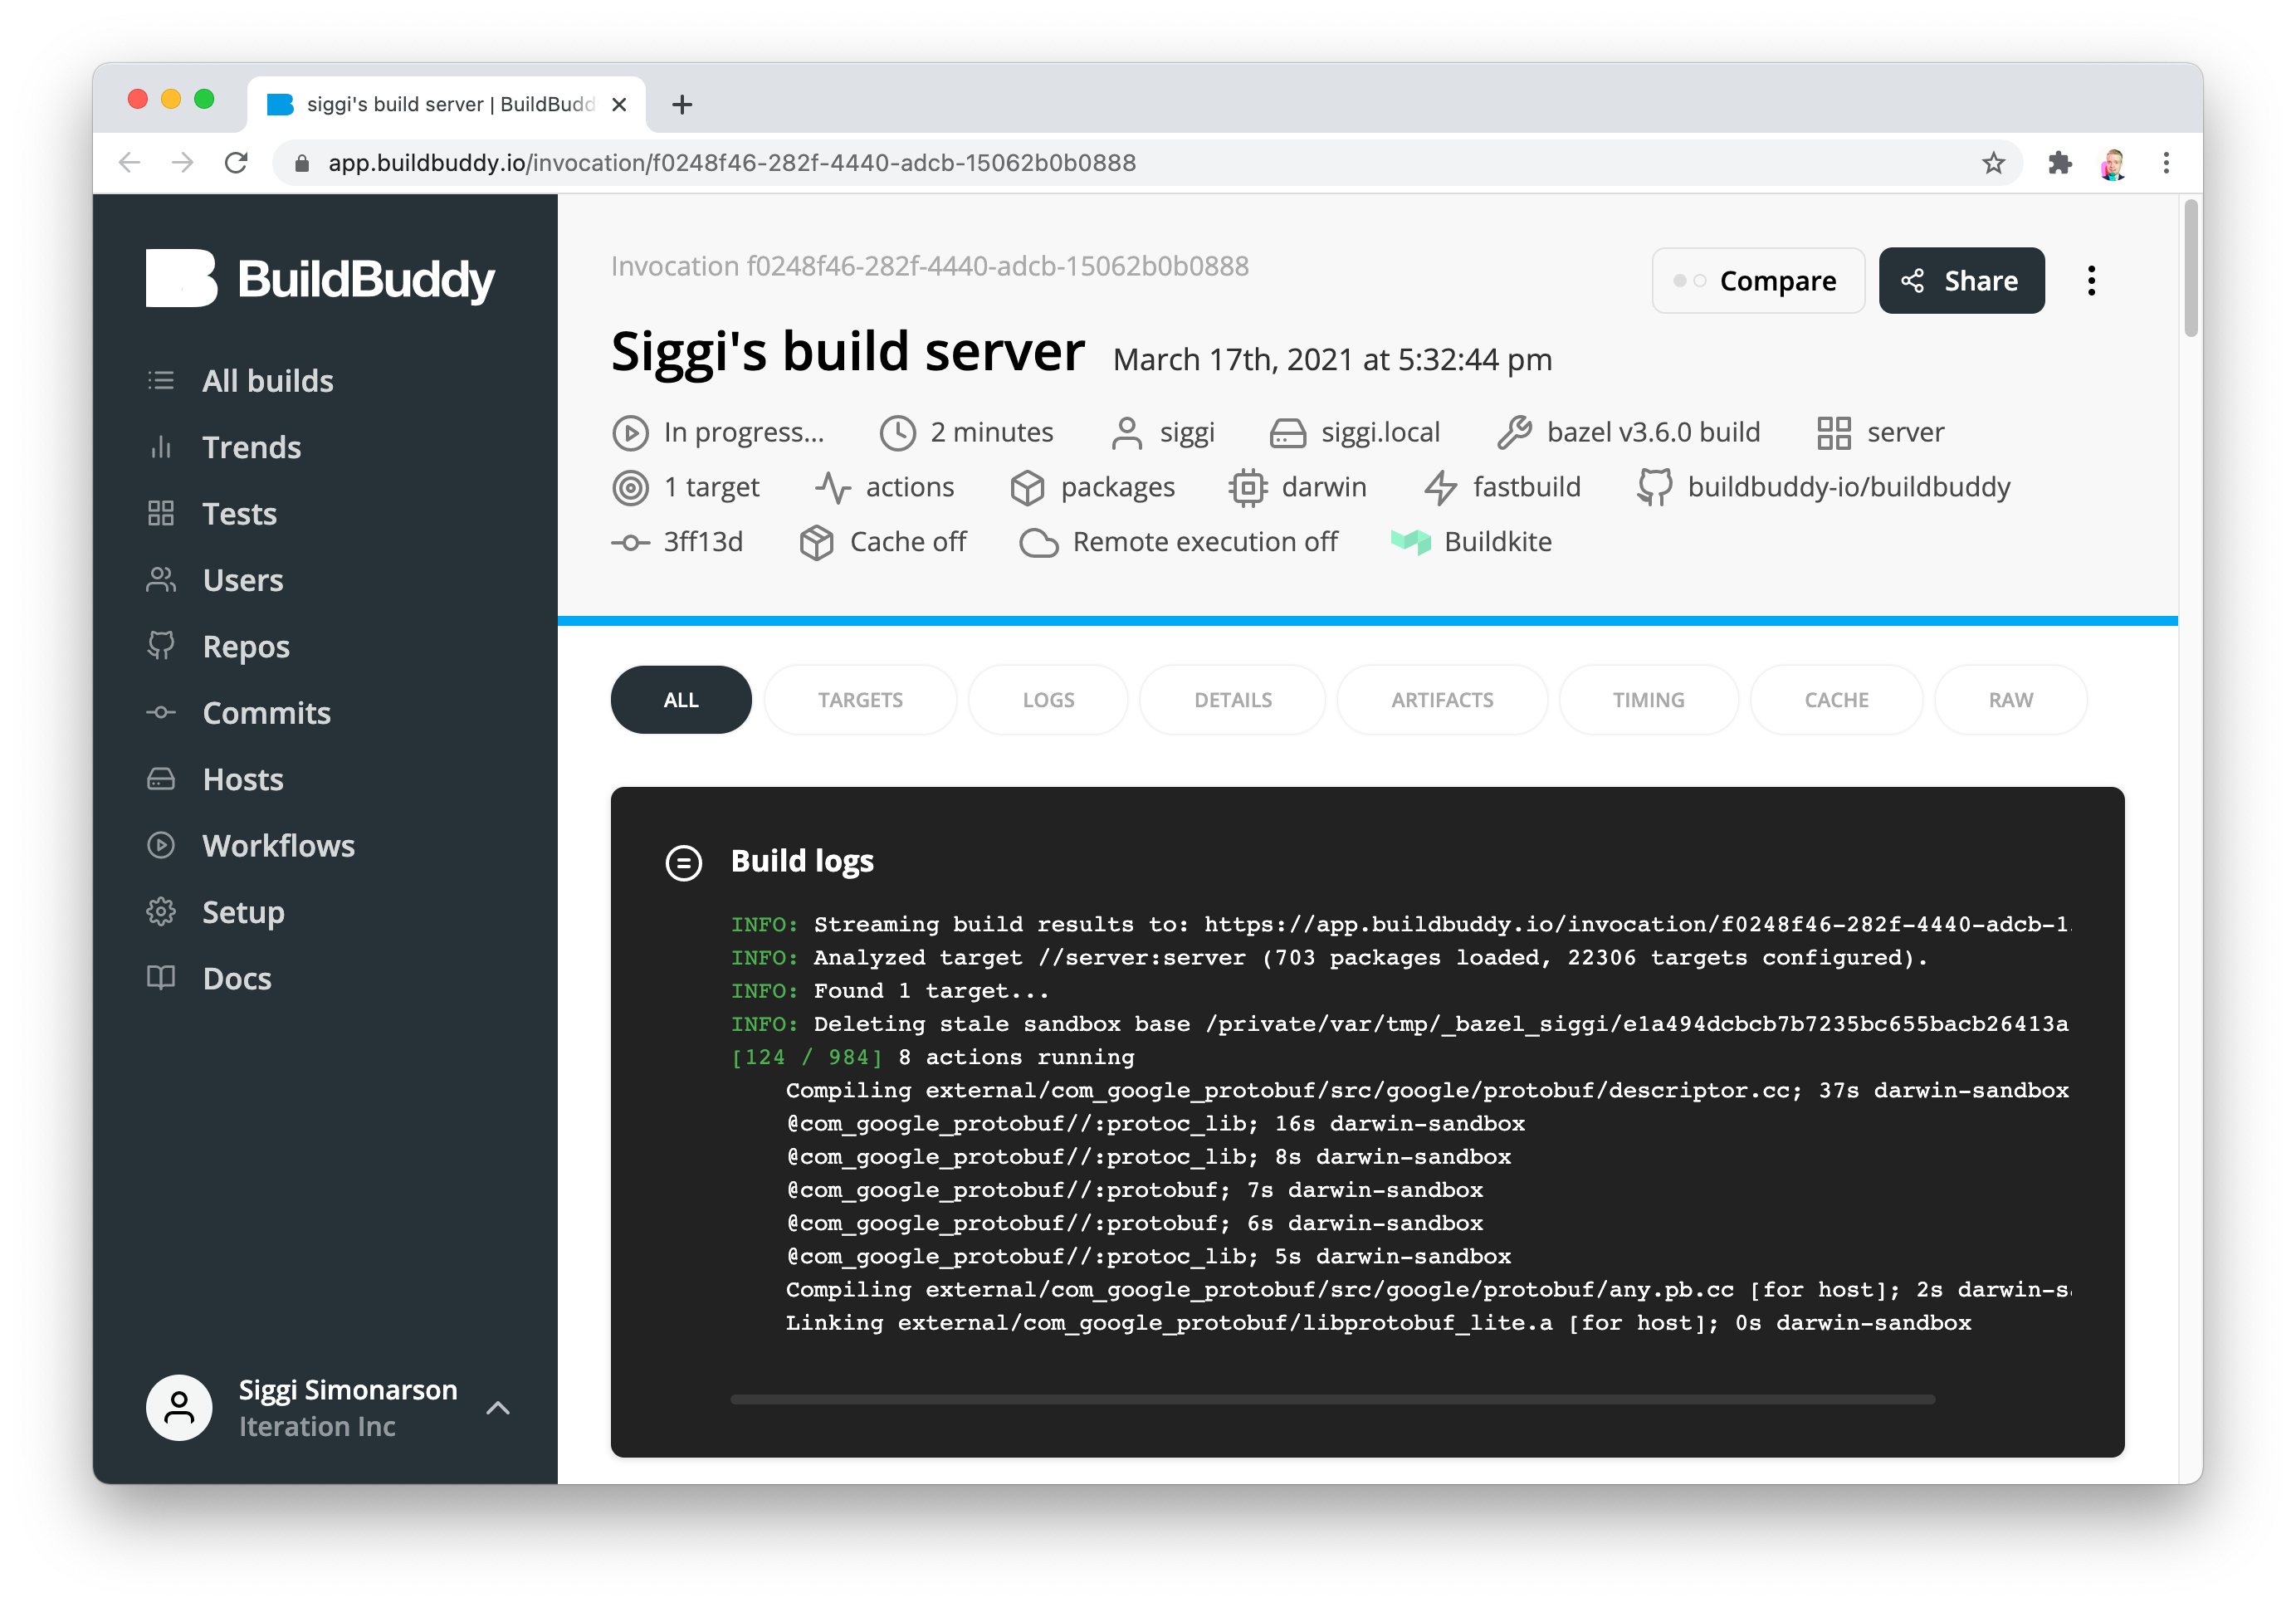 siggi's build server | BuildBudd
app.buildbuddy.io/invocation/f0248f46-282f-4440-adcb-15062b0b0888
BuildBuddy
All builds
Trends
Tests
Users
Repos
Commits
Hosts
Workflows
Setup
Docs
Siggi Simonarson
Iteration Inc
Invocation f0248f46-282f-4440-adcb-15062b0b0888
Compare
Share
Siggi's build server March 17th, 2021 at 5:32:44 pm
In progress... 2 minutes siggi siggi.local bazel v3.6.0 build server
1 target actions packages darwin fastbuild buildbuddy-io/buildbuddy
3ff13d Cache off Remote execution off Buildkite
ALL TARGETS LOGS DETAILS ARTIFACTS TIMING CACHE RAW
Build logs
INFO: Streaming build results to: https://app.buildbuddy.io/invocation/f0248f46-282f-4440-adcb-1
INFO: Analyzed target //server:server (703 packages loaded, 22306 targets configured).
INFO: Found 1 target...
INFO: Deleting stale sandbox base /private/var/tmp/_bazel_siggi/e1a494dcbcb7b7235bc655bacb26413a
[124 / 984] 8 actions running
Compiling external/com_google_protobuf/src/google/protobuf/descriptor.cc; 37s darwin-sandbox
@com_google_protobuf//:protoc_lib; 16s darwin-sandbox
@com_google_protobuf//:protoc_lib; 8s darwin-sandbox
@com_google_protobuf//:protobuf; 7s darwin-sandbox
@com_google_protobuf//:protobuf; 6s darwin-sandbox
@com_google_protobuf//:protoc_lib; 5s darwin-sandbox
Compiling external/com_google_protobuf/src/google/protobuf/any.pb.cc [for host]; 2s darwin-s
Linking external/com_google_protobuf/libprotobuf_lite.a [for host]; 0s darwin-sandbox